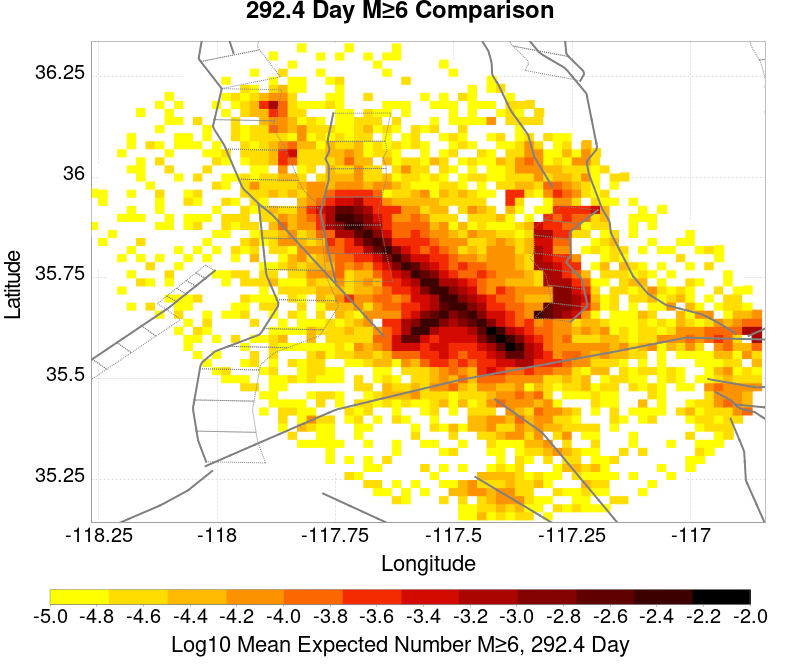 292.4 Day M≥6 Comparison
36.25
36
35.75
35.5
35.25
Latitude
-118.25 -118 -117.75 -117.5 -117.25 -117
Longitude
-5.0 -4.8 -4.6 -4.4 -4.2 -4.0 -3.8 -3.6 -3.4 -3.2 -3.0 -2.8 -2.6 -2.4 -2.2 -2.0
Log10 Mean Expected Number M≥6, 292.4 Day